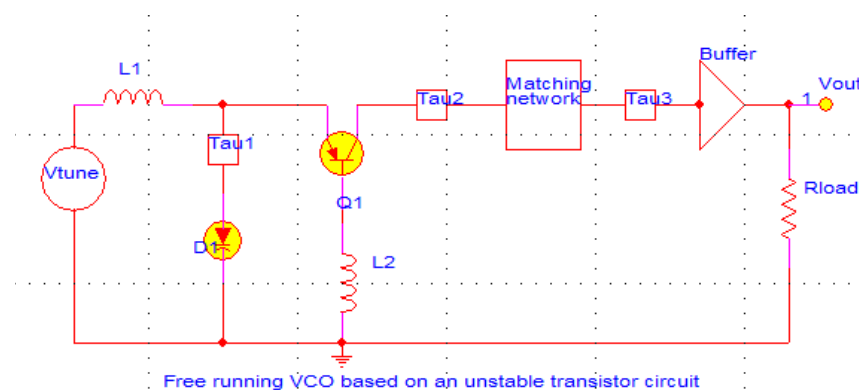 Buffer
L1
Matching
network
Tau2
Tau3
1
Vout
Tau1
Vtune
Q1
Rload
D1
L2
Free running VCO based on an unstable transistor circuit